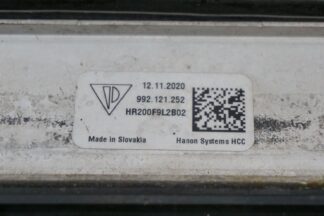 12.11.2020
992.121.252
HR200F9L2B02
Made in Slovakia
Hanon Systems HCC